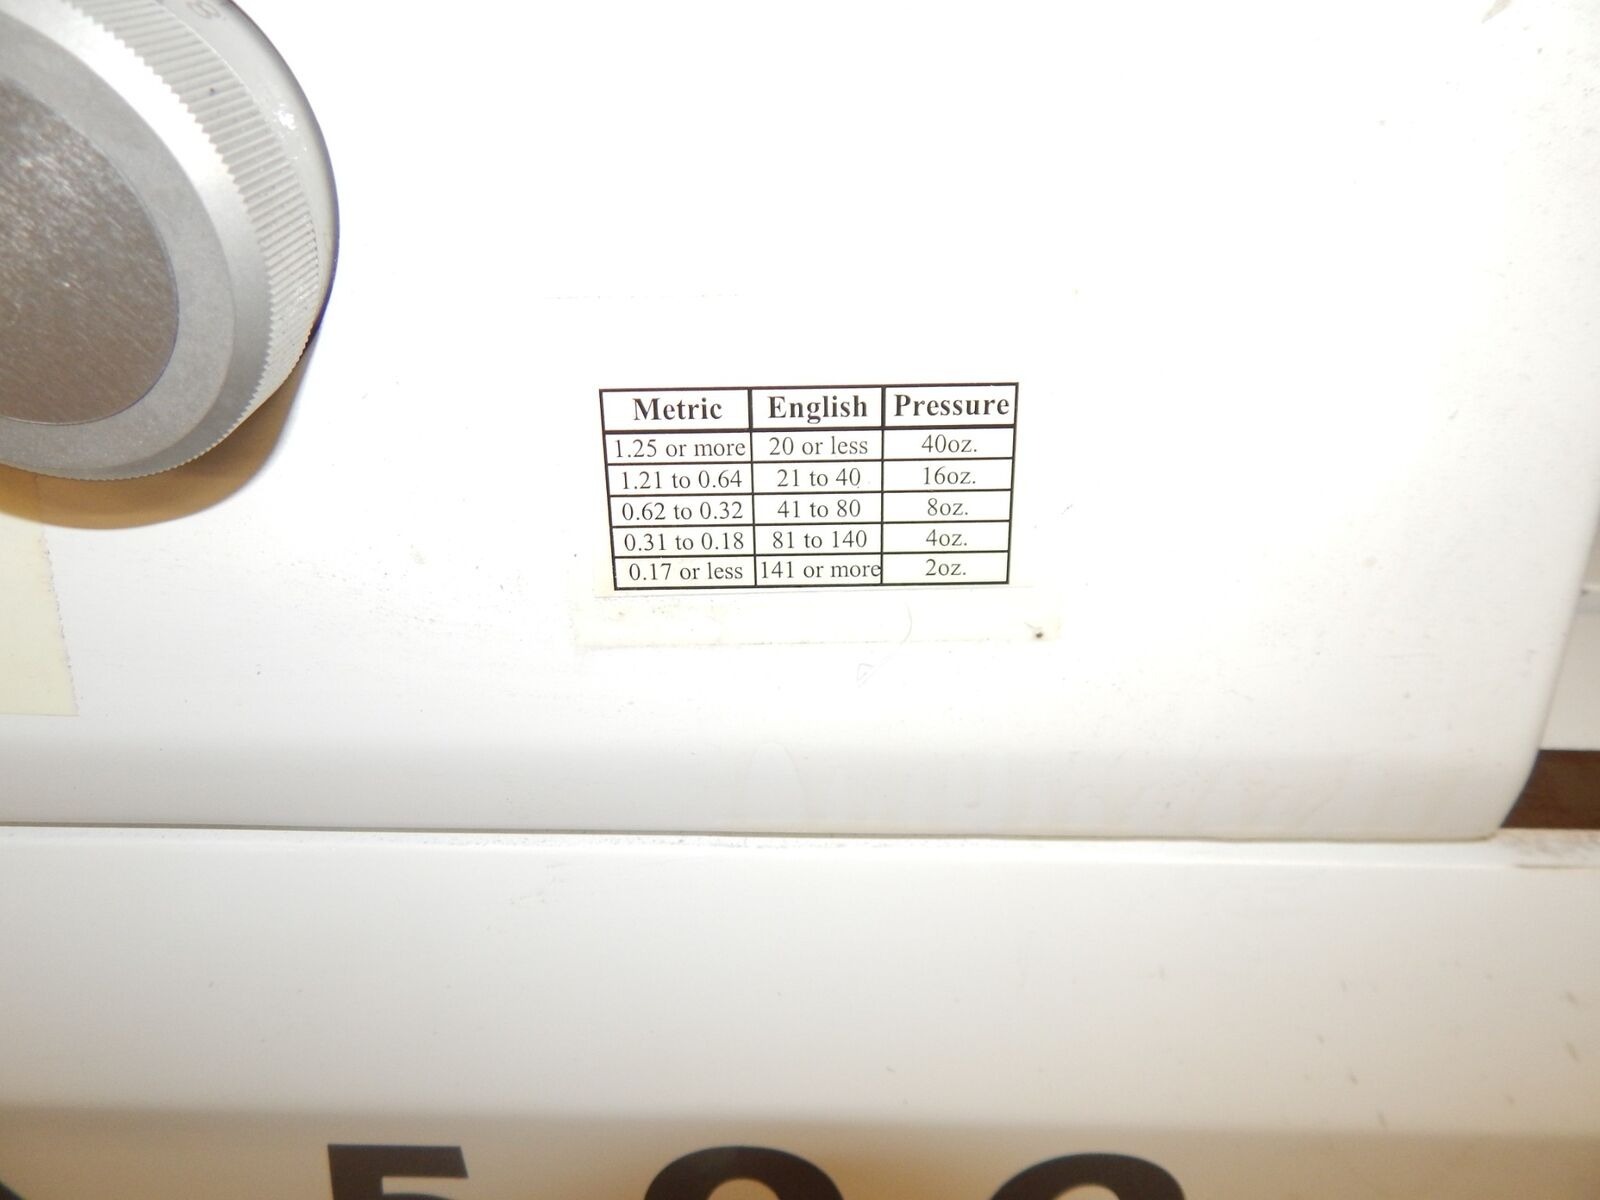 8
Metric English Pressure
1.25 or more 20 or less 40oz.
1.21 to 0.64 21 to 40 16oz.
0.62 to 0.32 41 to 80 8oz.
0.31 to 0.18 81 to 140 4oz.
0.17 or less 141 or more 2oz.